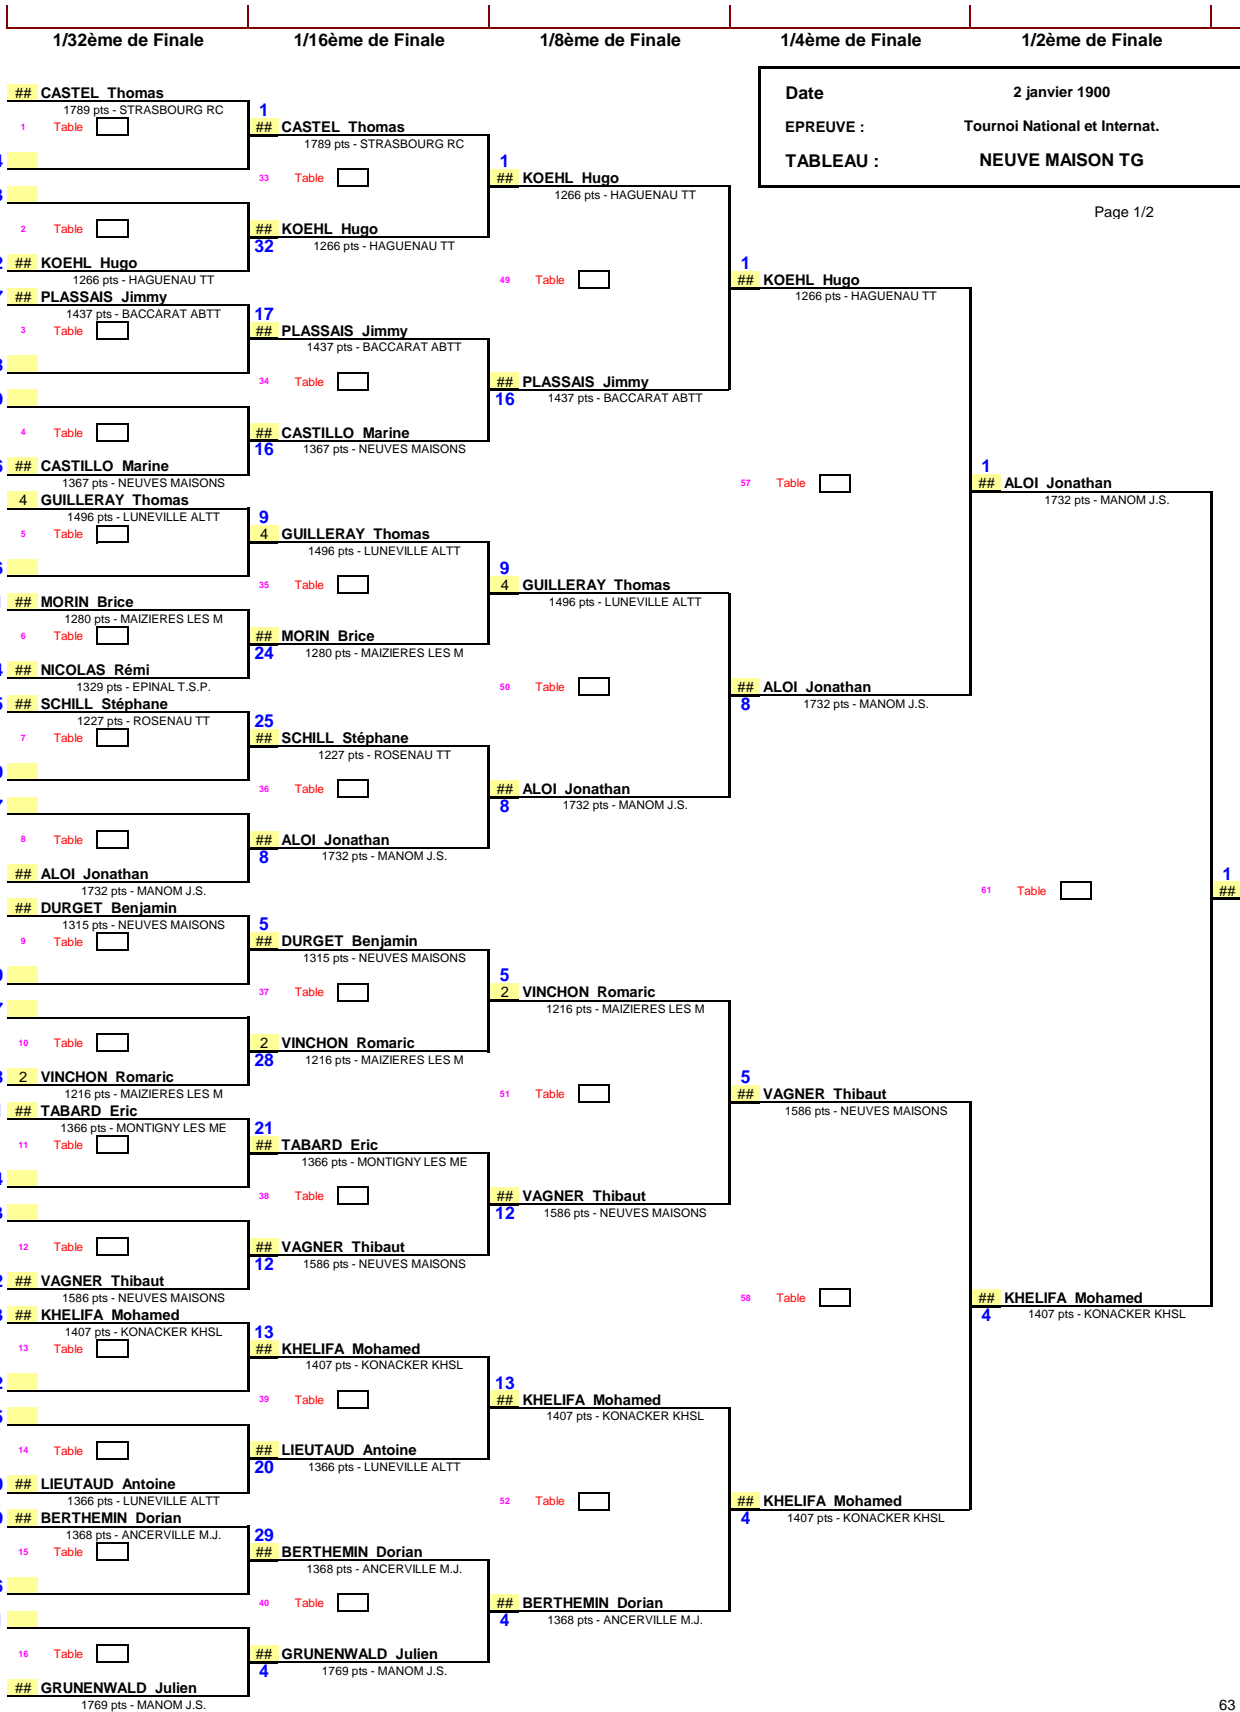 1/32ème de Finale 1/16ème de Finale 1/8ème de Finale 1/4ème de Finale 1/2ème de Finale
Date 2 janvier 1900
EPREUVE : Tournoi National et Internat.
TABLEAU : NEUVE MAISON TG
Page 1/2
## CASTEL Thomas
1789 pts - STRASBOURG RC
1 Table
2 Table
## KOEHL Hugo
1266 pts - HAGUENAU TT
## PLASSAIS Jimmy
1437 pts - BACCARAT ABTT
3 Table
4 Table
## CASTILLO Marine
1367 pts - NEUVES MAISONS
4 GUILLERAY Thomas
1496 pts - LUNEVILLE ALTT
5 Table
## MORIN Brice
1280 pts - MAIZIERES LES M
6 Table
## NICOLAS Rémi
1329 pts - EPINAL T.S.P.
## SCHILL Stéphane
1227 pts - ROSENAU TT
7 Table
8 Table
## ALOI Jonathan
1732 pts - MANOM J.S.
## DURGET Benjamin
1315 pts - NEUVES MAISONS
9 Table
10 Table
2 VINCHON Romaric
1216 pts - MAIZIERES LES M
## TABARD Eric
1366 pts - MONTIGNY LES ME
11 Table
12 Table
## VAGNER Thibaut
1586 pts - NEUVES MAISONS
## KHELIFA Mohamed
1407 pts - KONACKER KHSL
13 Table
14 Table
## LIEUTAUD Antoine
1366 pts - LUNEVILLE ALTT
## BERTHEMIN Dorian
1368 pts - ANCERVILLE M.J.
15 Table
16 Table
## GRUNENWALD Julien
1769 pts - MANOM J.S.
1
## CASTEL Thomas
1789 pts - STRASBOURG RC
33 Table
## KOEHL Hugo
32 1266 pts - HAGUENAU TT
17
## PLASSAIS Jimmy
1437 pts - BACCARAT ABTT
34 Table
## CASTILLO Marine
16 1367 pts - NEUVES MAISONS
9
4 GUILLERAY Thomas
1496 pts - LUNEVILLE ALTT
35 Table
## MORIN Brice
24 1280 pts - MAIZIERES LES M
25
## SCHILL Stéphane
1227 pts - ROSENAU TT
36 Table
## ALOI Jonathan
8 1732 pts - MANOM J.S.
5
## DURGET Benjamin
1315 pts - NEUVES MAISONS
37 Table
2 VINCHON Romaric
28 1216 pts - MAIZIERES LES M
21
## TABARD Eric
1366 pts - MONTIGNY LES ME
38 Table
## VAGNER Thibaut
12 1586 pts - NEUVES MAISONS
13
## KHELIFA Mohamed
1407 pts - KONACKER KHSL
39 Table
## LIEUTAUD Antoine
20 1366 pts - LUNEVILLE ALTT
29
## BERTHEMIN Dorian
1368 pts - ANCERVILLE M.J.
40 Table
## GRUNENWALD Julien
4 1769 pts - MANOM J.S.
1
## KOEHL Hugo
1266 pts - HAGUENAU TT
49 Table
## PLASSAIS Jimmy
16 1437 pts - BACCARAT ABTT
9
4 GUILLERAY Thomas
1496 pts - LUNEVILLE ALTT
50 Table
## ALOI Jonathan
8 1732 pts - MANOM J.S.
5
2 VINCHON Romaric
1216 pts - MAIZIERES LES M
51 Table
## VAGNER Thibaut
12 1586 pts - NEUVES MAISONS
13
## KHELIFA Mohamed
1407 pts - KONACKER KHSL
52 Table
## BERTHEMIN Dorian
4 1368 pts - ANCERVILLE M.J.
1
## KOEHL Hugo
1266 pts - HAGUENAU TT
57 Table
## ALOI Jonathan
8 1732 pts - MANOM J.S.
5
## VAGNER Thibaut
1586 pts - NEUVES MAISONS
58 Table
## KHELIFA Mohamed
4 1407 pts - KONACKER KHSL
1
## ALOI Jonathan
1732 pts - MANOM J.S.
61 Table
## KHELIFA Mohamed
4 1407 pts - KONACKER KHSL
1
##
63